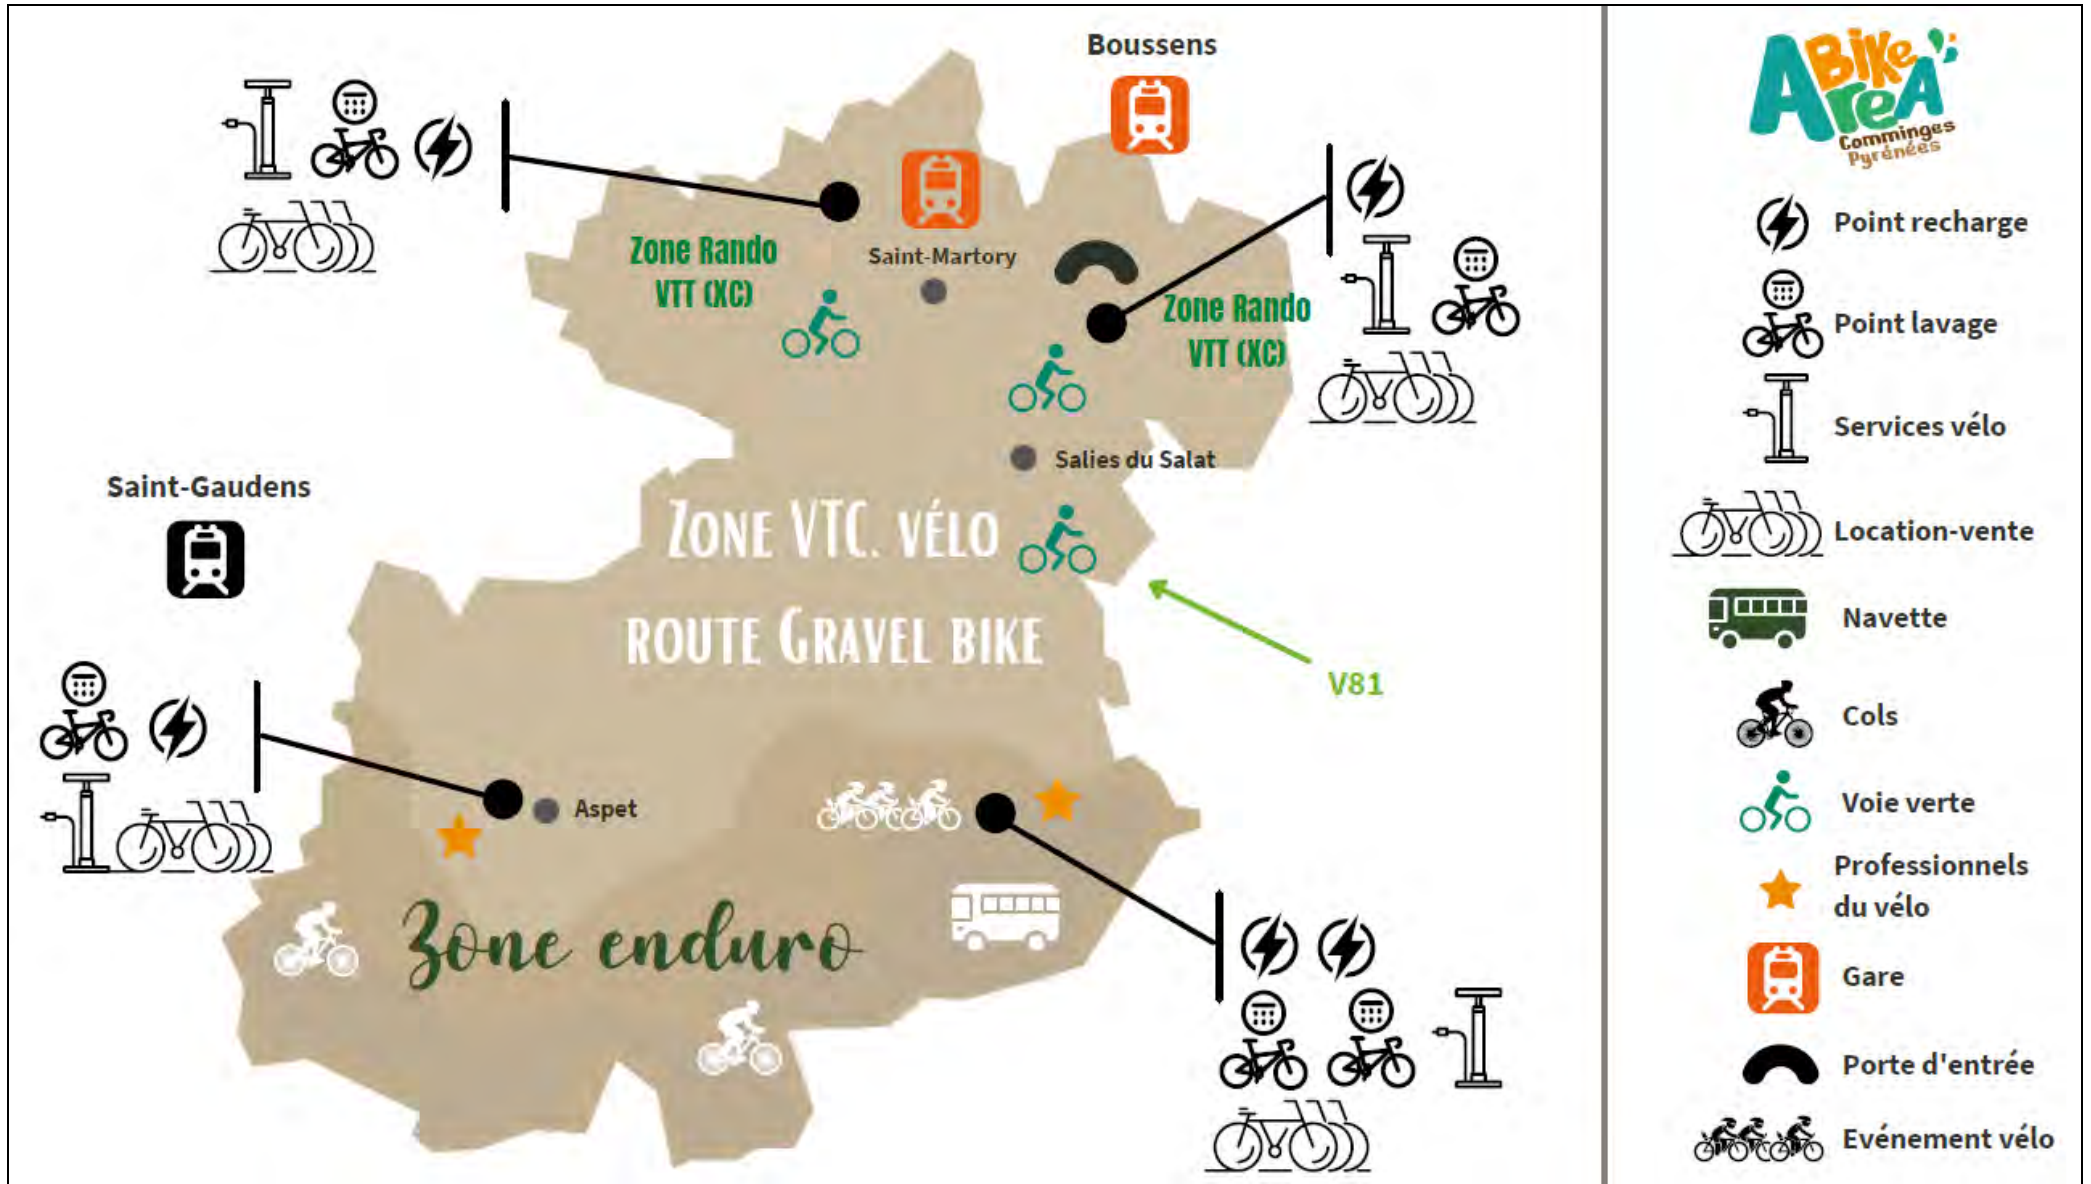 Boussens
Saint-Martory
Zone Rando
VTT (XC)
Zone Rando
VTT (XC)
Salies du Salat
Saint-Gaudens
Zone VTC. vélo
route Gravel bike
V81
Aspet
Zone enduro
A Bike
AreA
Comminges
Pyrénées
Point recharge
Point lavage
Services vélo
Location-vente
Navette
Cols
Voie verte
Professionnels
du vélo
Gare
Porte d'entrée
Evénement vélo